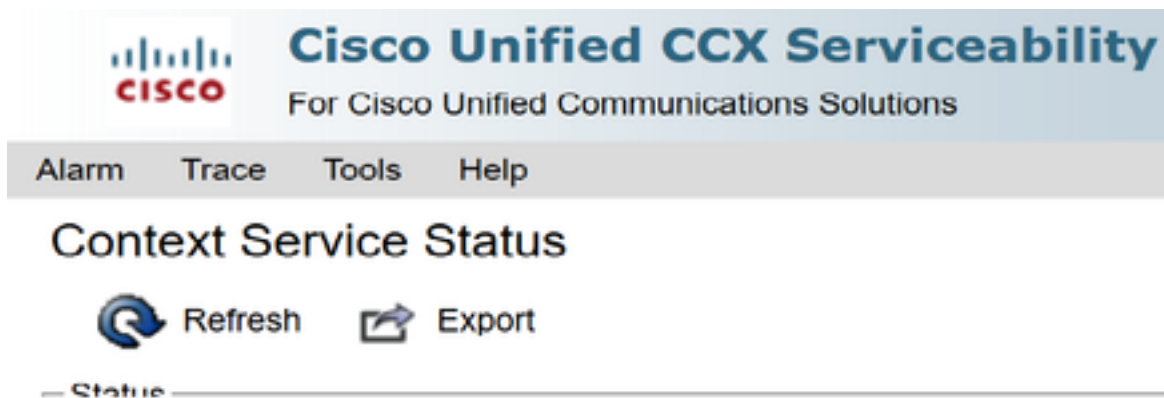 CISCO
Cisco Unified CCX Serviceability
For Cisco Unified Communications Solutions
Alarm Trace Tools Help
Context Service Status
Refresh Export
Status